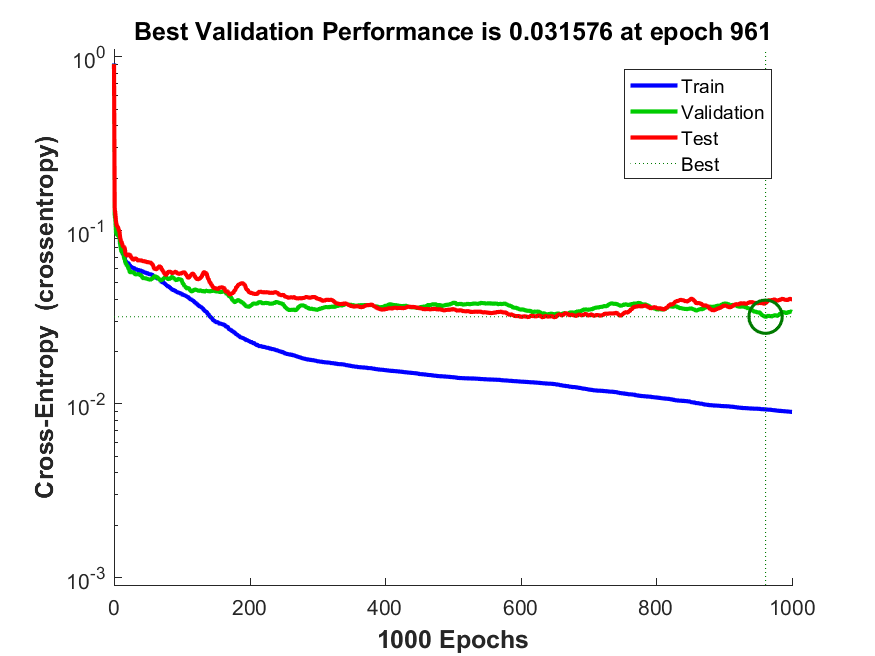 Best Validation Performance is 0.031576 at epoch 961
Cross-Entropy (crossentropy)
10^0
10^-1
10^-2
10^-3
Train
Validation
Test
Best
0 200 400 600 800 1000
1000 Epochs